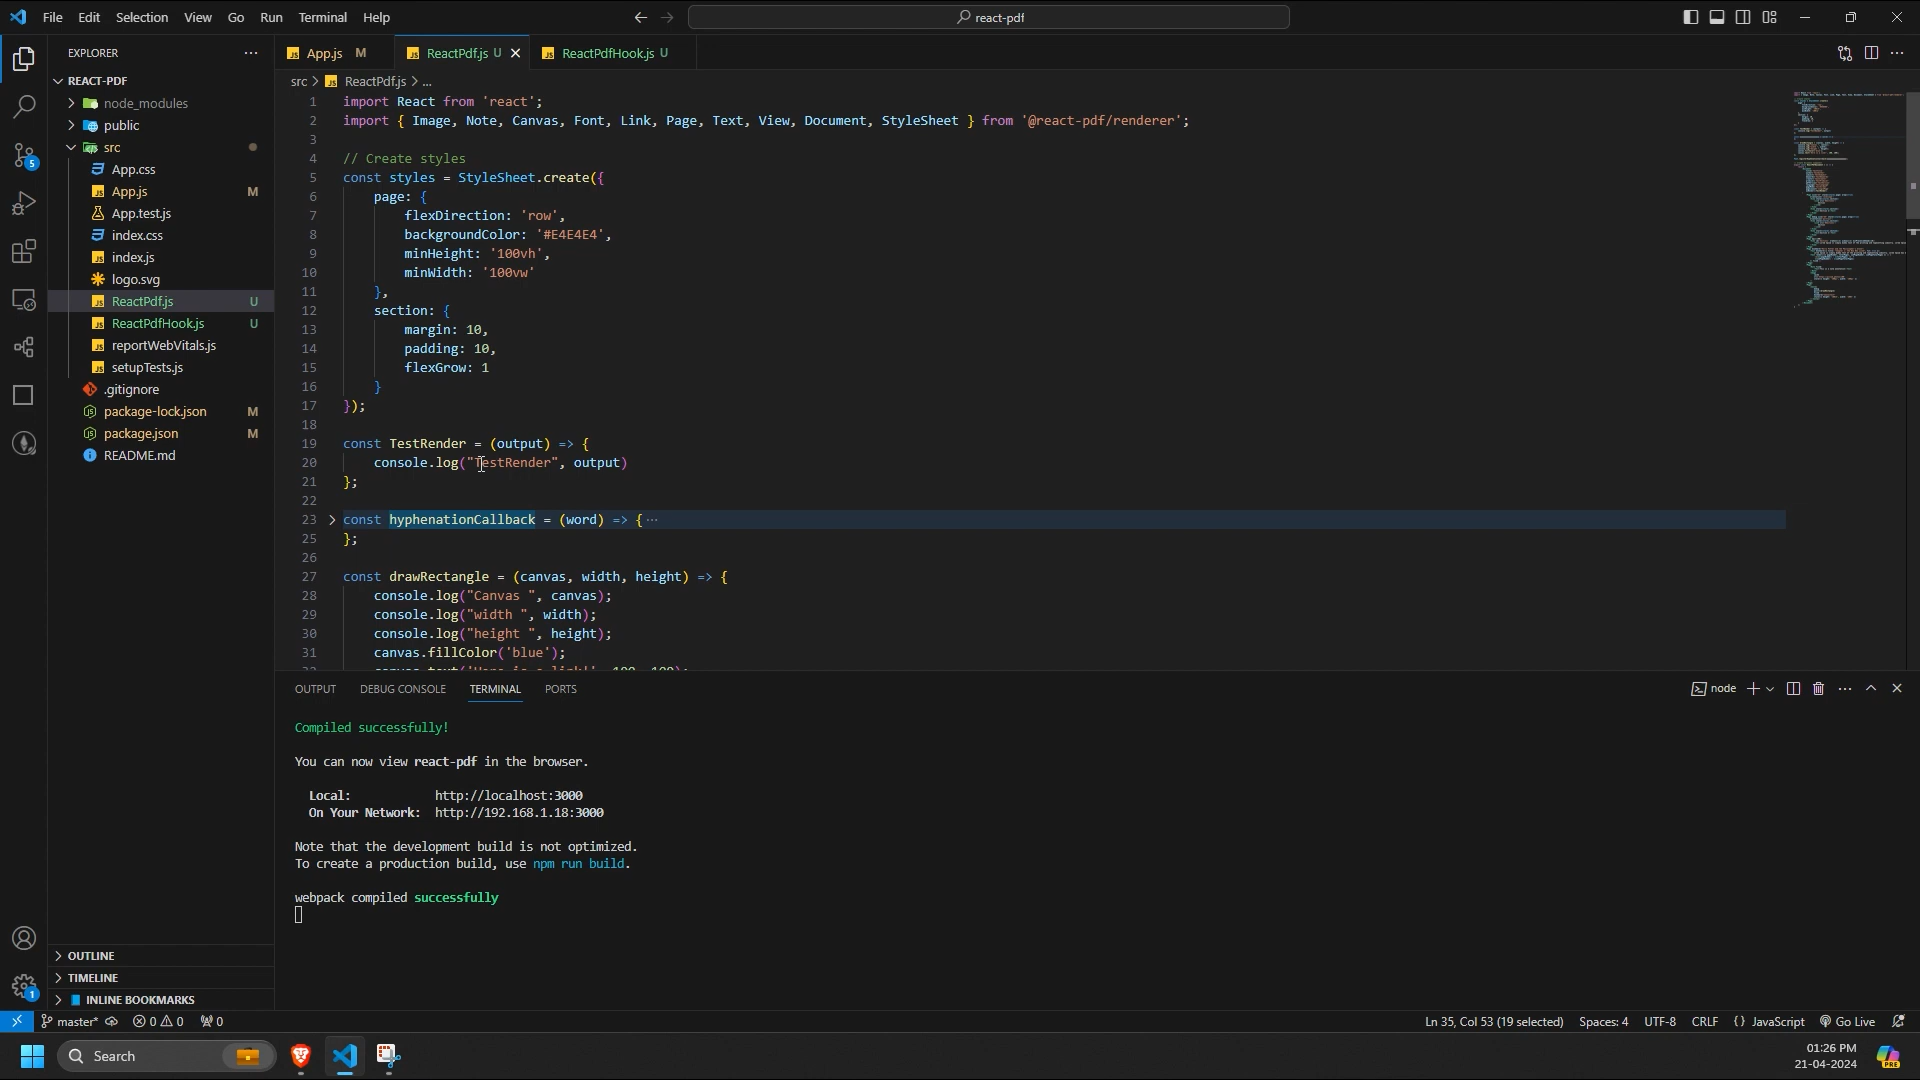 File Edit Selection View Go Run Terminal Help
react-pdf
EXPLORER
App.js M
ReactPdf.js U
ReactPdfHook.js U
REACT-PDF
node_modules
public
src
App.css
App.js M
App.test.js
index.css
index.js
logo.svg
ReactPdf.js U
ReactPdfHook.js U
reportWebVitals.js
setupTests.js
.gitignore
package-lock.json M
package.json M
README.md
OUTLINE
TIMELINE
INLINE BOOKMARKS
5
1
src > ReactPdf.js > ...
1 import React from 'react';
2 import { Image, Note, Canvas, Font, Link, Page, Text, View, Document, StyleSheet } from '@react-pdf/renderer';
3
4 // Create styles
5 const styles = StyleSheet.create({
6 page: {
7 flexDirection: 'row',
8 backgroundColor: '#E4E4E4',
9 minHeight: '100vh',
10 minWidth: '100vw'
11 },
12 section: {
13 margin: 10,
14 padding: 10,
15 flexGrow: 1
16 }
17 });
18
19 const TestRender = (output) => {
20 console.log("TestRender", output)
21 };
22
23 const hyphenationCallback = (word) => { ...
25 };
26
27 const drawRectangle = (canvas, width, height) => {
28 console.log("Canvas ", canvas);
29 console.log("width ", width);
30 console.log("height ", height);
31 canvas.fillColor('blue');
OUTPUT DEBUG CONSOLE TERMINAL PORTS
node
Compiled successfully!
You can now view react-pdf in the browser.
Local: http://localhost:3000
On Your Network: http://192.168.1.18:3000
Note that the development build is not optimized.
To create a production build, use npm run build.
webpack compiled successfully
master* 0 0 0
Ln 35, Col 53 (19 selected) Spaces: 4 UTF-8 CRLF {} JavaScript Go Live
Search
01:26 PM
21-04-2024
PRE